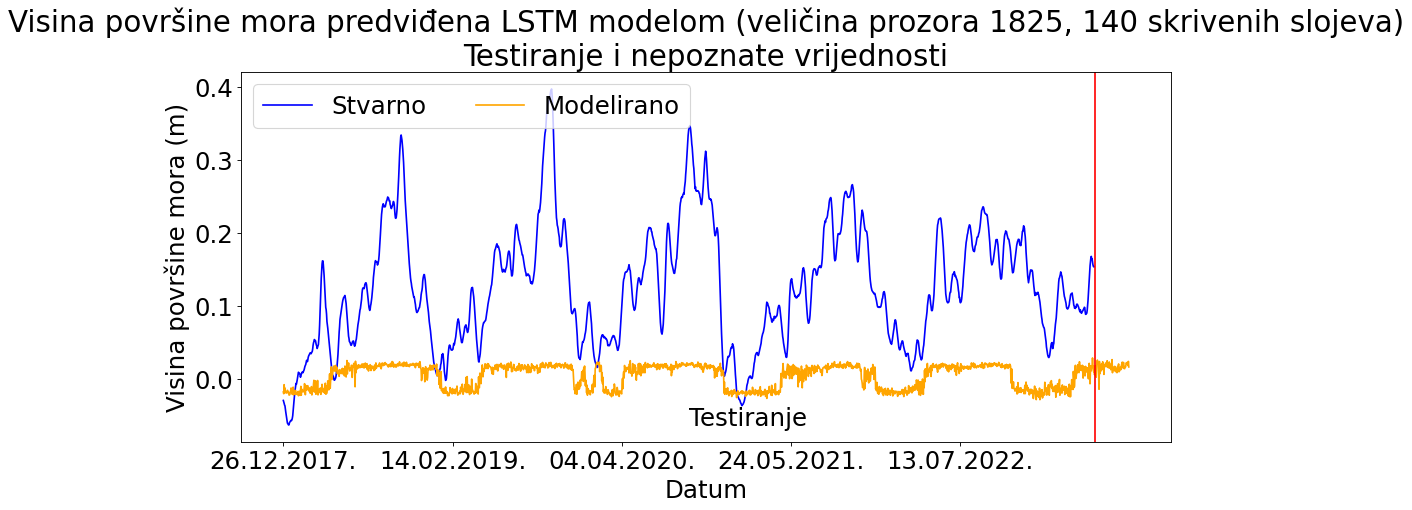 Visina površine mora predviđena LSTM modelom (veličina prozora 1825, 140 skrivenih slojeva)
Testiranje i nepoznate vrijednosti
Stvarno
Modelirano
Visina površine mora (m)
0.4
0.3
0.2
0.1
0.0
Testiranje
26.12.2017.
14.02.2019.
04.04.2020.
24.05.2021.
13.07.2022.
Datum